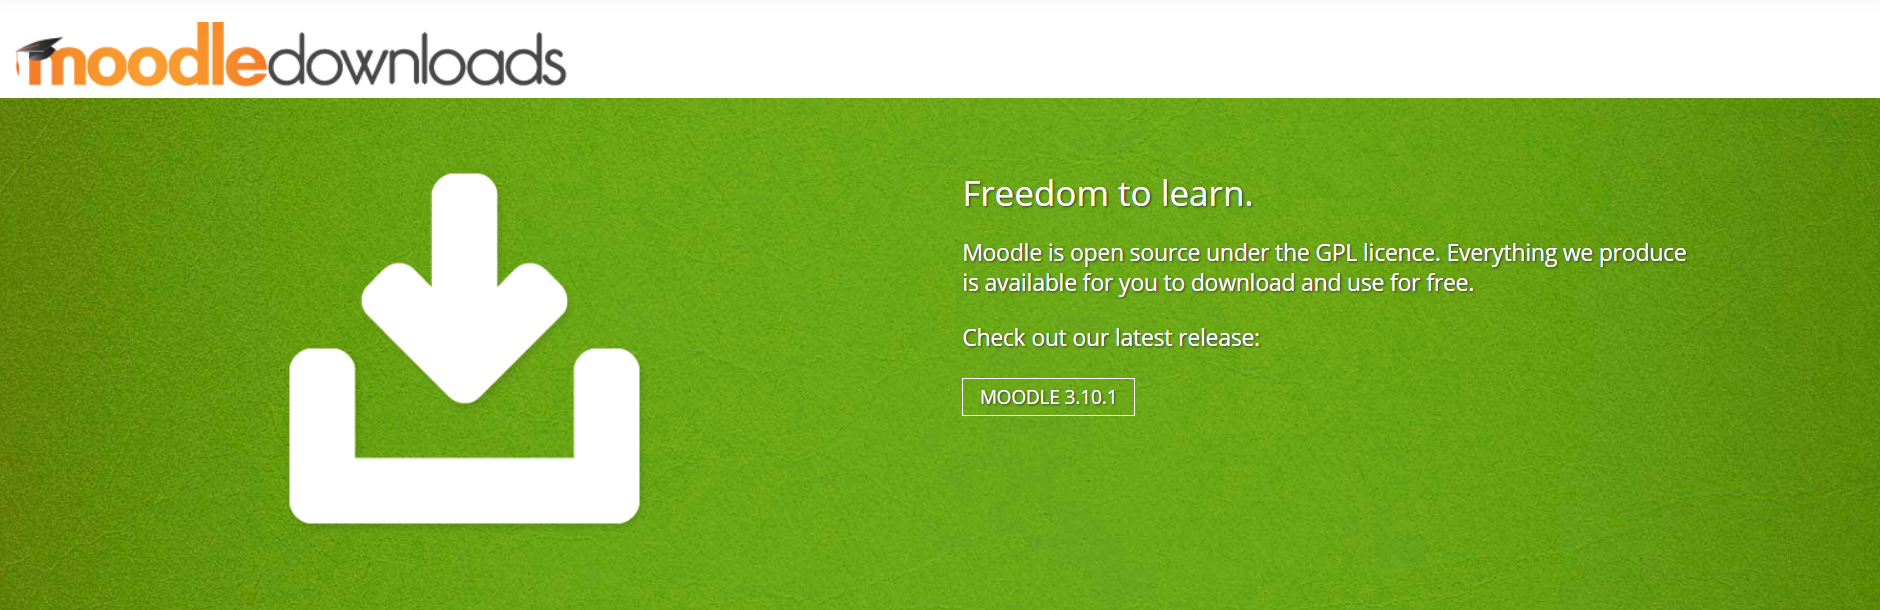 moodledownloads
Freedom to learn.
Moodle is open source under the GPL licence. Everything we produce
is available for you to download and use for free.
Check out our latest release:
MOODLE 3.10.1